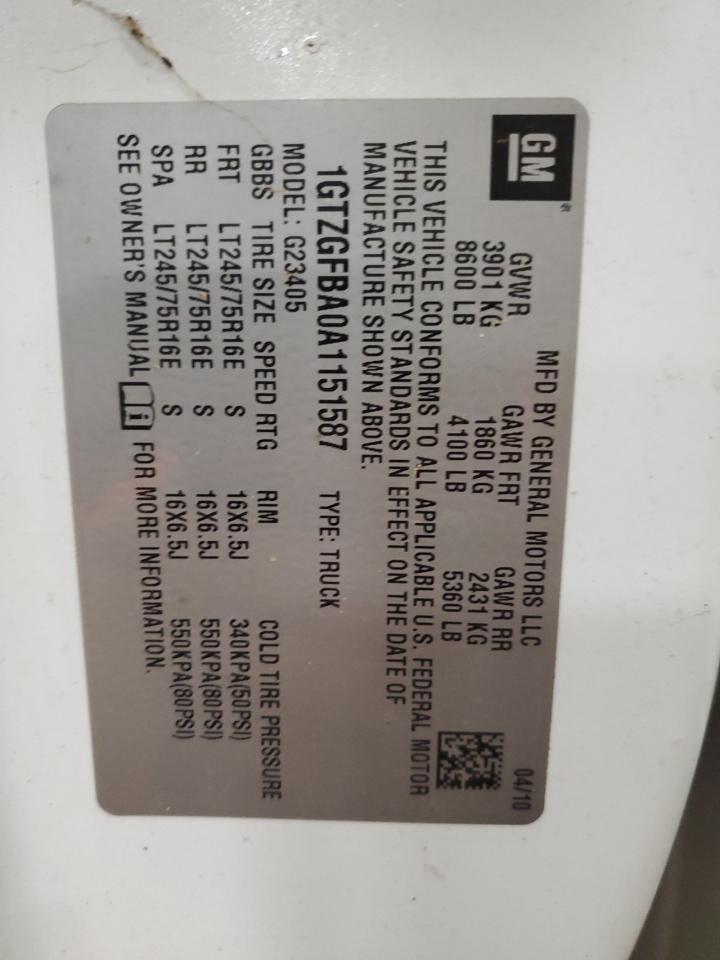 GM®
MFD BY GENERAL MOTORS LLC 04/10
GVWR GAWR FRT GAWR RR
3901 KG 1860 KG 2431 KG
8600 LB 4100 LB 5360 LB
THIS VEHICLE CONFORMS TO ALL APPLICABLE U.S. FEDERAL MOTOR
VEHICLE SAFETY STANDARDS IN EFFECT ON THE DATE OF
MANUFACTURE SHOWN ABOVE.
1GTZGFBA0A1151587 TYPE: TRUCK
MODEL: G23405
GBBS TIRE SIZE SPEED RTG RIM COLD TIRE PRESSURE
FRT LT245/75R16E S 16X6.5J 340KPA(50PSI)
RR LT245/75R16E S 16X6.5J 550KPA(80PSI)
SPA LT245/75R16E S 16X6.5J 550KPA(80PSI)
SEE OWNER'S MANUAL i FOR MORE INFORMATION.